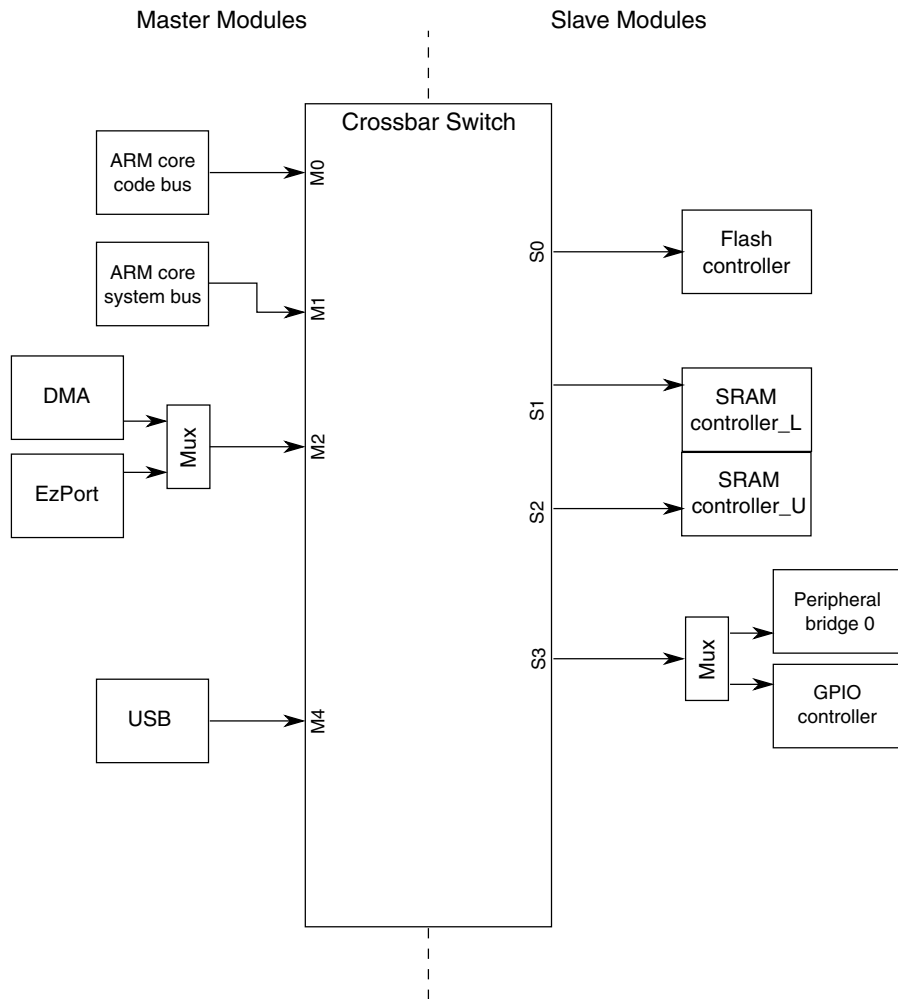 Master Modules
Slave Modules
Crossbar Switch
ARM core
code bus
M0
ARM core
system bus
M1
DMA
EzPort
Mux
M2
USB
M4
S0
Flash
controller
S1
SRAM
controller_L
S2
SRAM
controller_U
S3
Mux
Peripheral
bridge 0
GPIO
controller